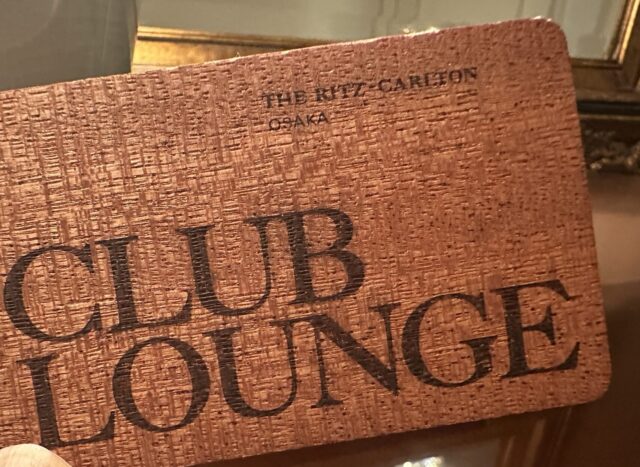 THE RITZ-CARLTON
OSAKA
CLUB
LOUNGE